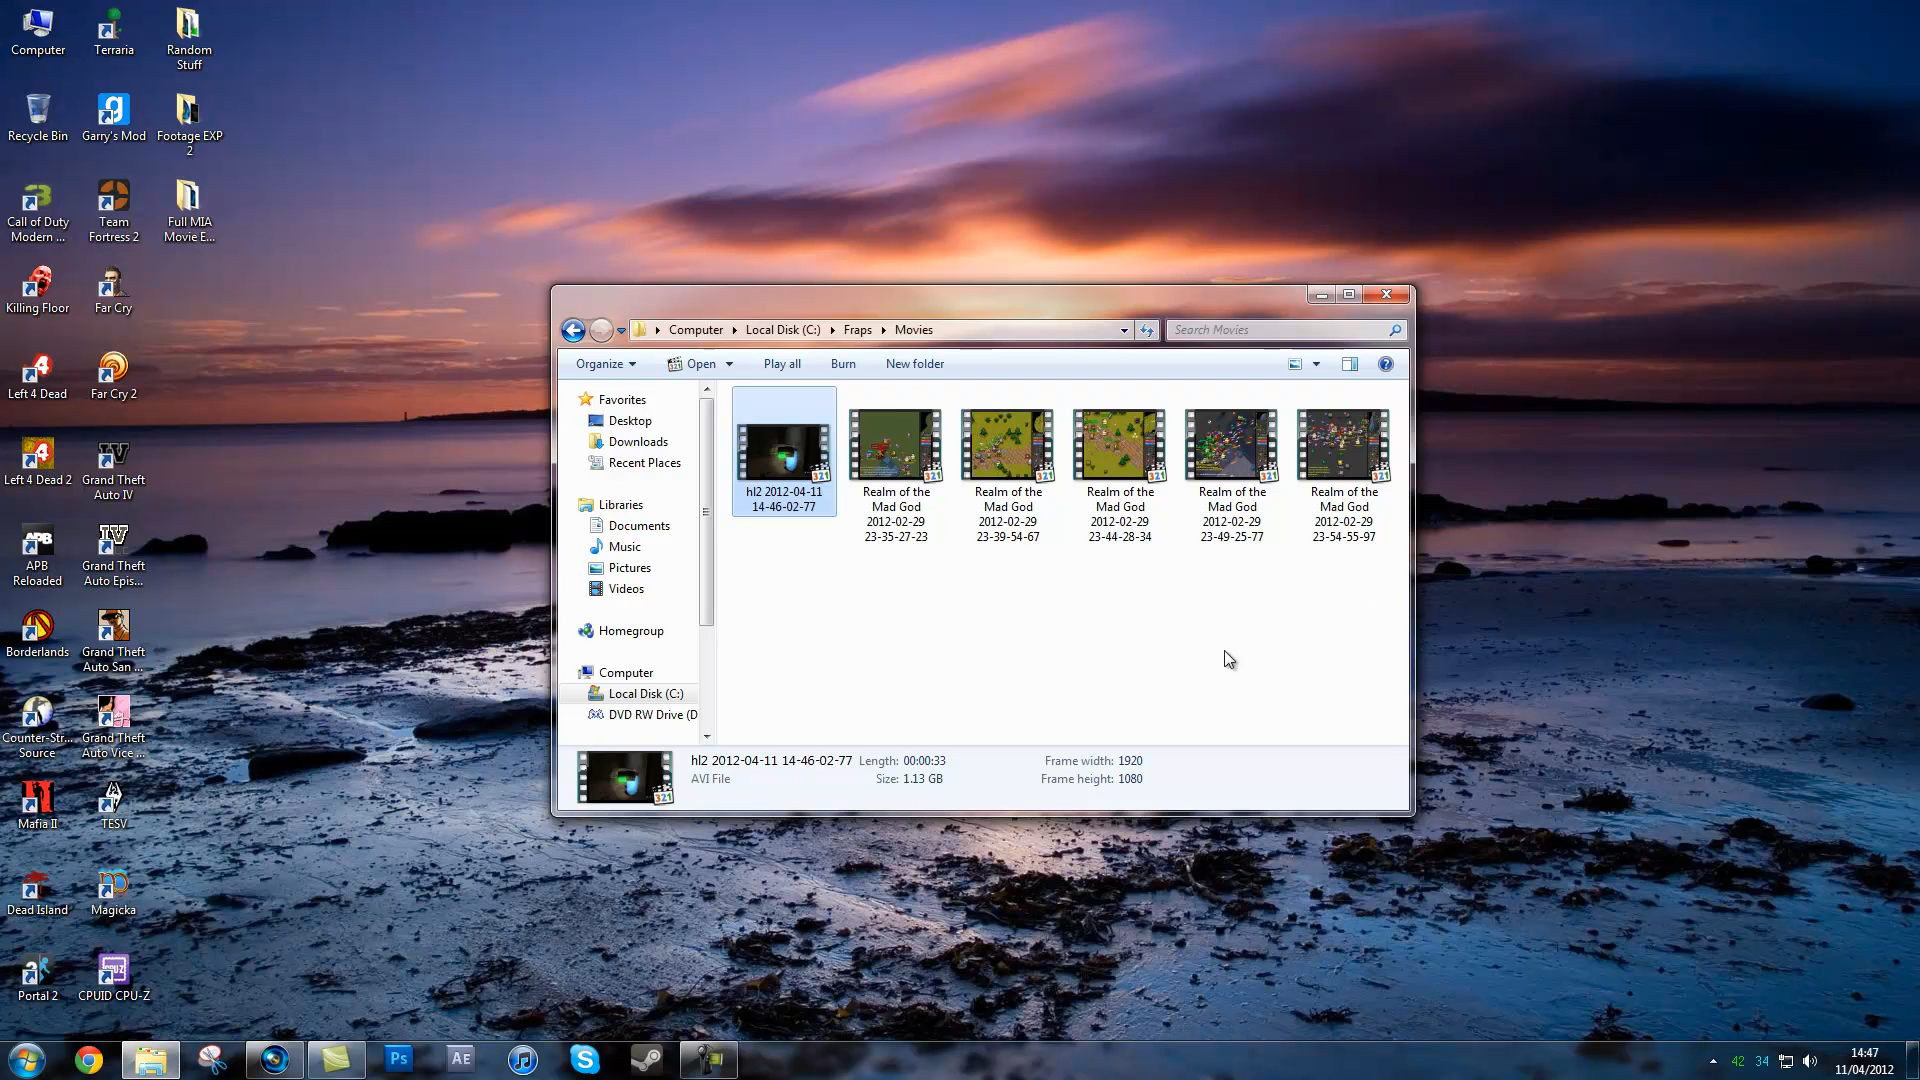 Computer
Terraria
Random
Stuff
Recycle Bin
Garry's Mod
Footage EXP
2
Call of Duty
Modern ...
Team
Fortress 2
Full MIA
Movie E...
Killing Floor
Far Cry
Left 4 Dead
Far Cry 2
Left 4 Dead 2
Grand Theft
Auto IV
APB
Reloaded
Grand Theft
Auto Epis...
Borderlands
Grand Theft
Auto San ...
Counter-Str...
Source
Grand Theft
Auto Vice ...
Mafia II
TESV
Dead Island
Magicka
Portal 2
CPUID CPU-Z
Computer
Local Disk (C:)
Fraps
Movies
Search Movies
Organize
Open
Play all
Burn
New folder
Favorites
Desktop
Downloads
Recent Places
Libraries
Documents
Music
Pictures
Videos
Homegroup
Computer
Local Disk (C:)
DVD RW Drive (D
hl2 2012-04-11
14-46-02-77
Realm of the
Mad God
2012-02-29
23-35-27-23
Realm of the
Mad God
2012-02-29
23-39-54-67
Realm of the
Mad God
2012-02-29
23-44-28-34
Realm of the
Mad God
2012-02-29
23-49-25-77
Realm of the
Mad God
2012-02-29
23-54-55-97
hl2 2012-04-11 14-46-02-77 Length: 00:00:33 Frame width: 1920
AVI File Size: 1.13 GB Frame height: 1080
Ps
AE
42 34
14:47
11/04/2012